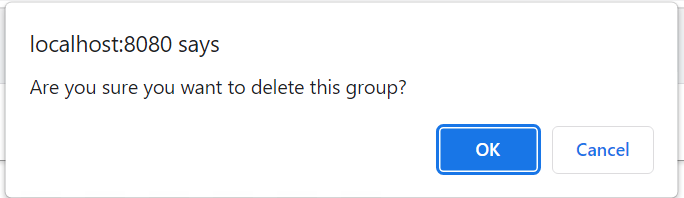 localhost:8080 says
Are you sure you want to delete this group?
OK
Cancel